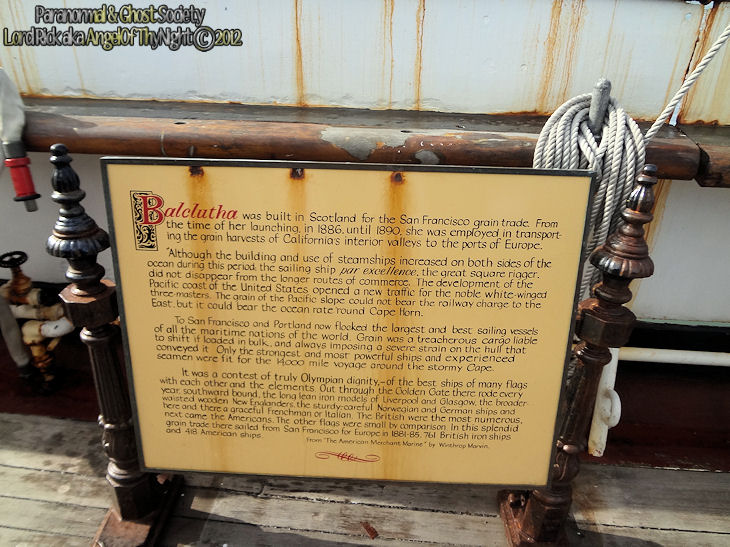 Paranormal & Ghost Society
Lord Rick aka AngelOfThyNight © 2012
Balclutha was built in Scotland for the San Francisco grain trade. From
the time of her launching, in 1886, until 1890, she was employed in transport-
ing the grain harvests of California's interior valleys to the ports of Europe.
"Although the building and use of steamships increased on both sides of the
ocean during this period, the sailing ship par excellence, the great square rigger,
did not disappear from the longer routes of commerce. The development of the
Pacific coast of the United States opened a new traffic for the noble white-winged
three-masters. The grain of the Pacific slope could not bear the railway charge to the
East, but it could bear the ocean rate 'round Cape Horn.
To San Francisco and Portland now flocked the largest and best sailing vessels
of all the maritime nations of the world. Grain was a treacherous cargo liable
to shift if loaded in bulk, and always imposing a severe strain on the hull that
conveyed it. Only the strongest and most powerful ships and experienced
seamen were fit for the 14,000 mile voyage around the stormy Cape.
It was a contest of truly Olympian dignity,—of the best ships of many flags
with each other and the elements. Out through the Golden Gate there rode every
year, southward bound, the long lean iron models of Liverpool and Glasgow, the broader-
waisted wooden New Englanders, the sturdy, careful Norwegian and German ships and
here and there a graceful Frenchman or Italian. The British were the most numerous,
next came the Americans. The other flags were small by comparison. In this splendid
grain trade there sailed from San Francisco for Europe in 1881-85, 761 British iron ships
and 418 American ships.
From "The American Merchant Marine" by Winthrop Marvin.